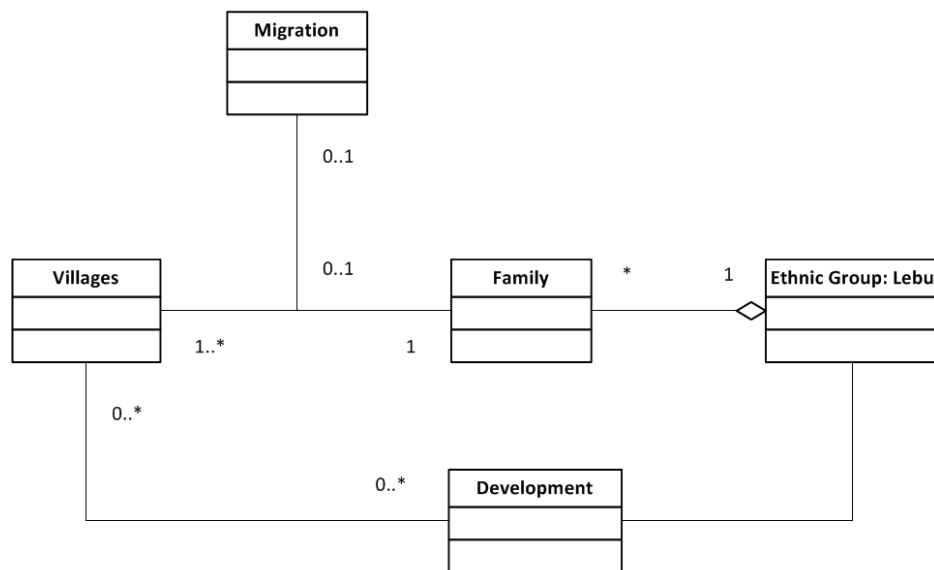 Migration
0..1
0..1
Villages
Family
*
1
Ethnic Group: Lebu
1..*
1
0..*
0..*
Development